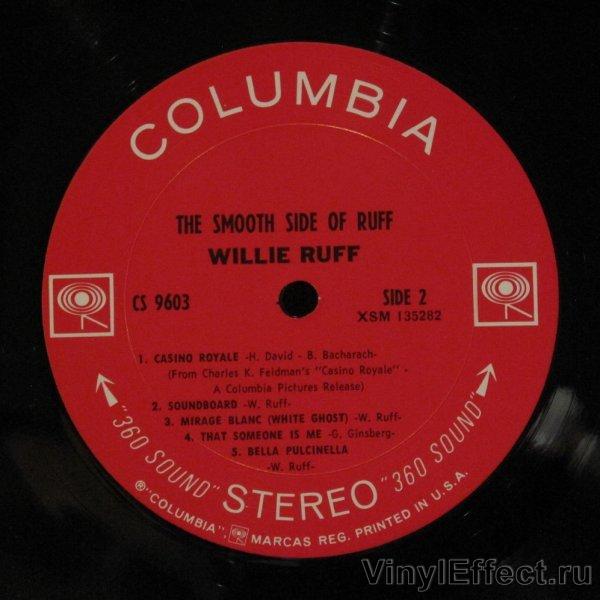 COLUMBIA
THE SMOOTH SIDE OF RUFF
WILLIE RUFF
CS 9603
SIDE 2
XSM 135282
1. CASINO ROYALE -H. David - B. Bacharach-
(From Charles K. Feldman's "Casino Royale" -
A Columbia Pictures Release)
2. SOUNDBOARD -W. Ruff-
3. MIRAGE BLANC (WHITE GHOST) -W. Ruff-
4. THAT SOMEONE IS ME -G. Ginsberg-
5. BELLA PULCINELLA
-W. Ruff-
"360 SOUND" STEREO "360 SOUND"
®"COLUMBIA", MARCAS REG. PRINTED IN U.S.A.
VinylEffect.ru